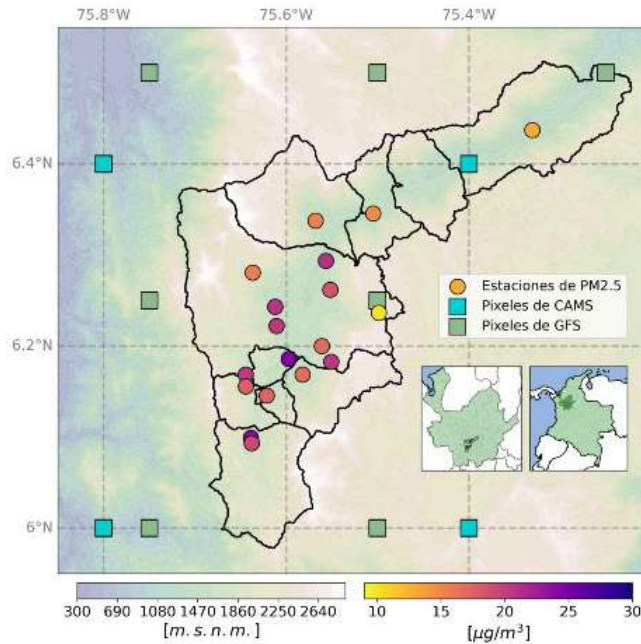 75.8°W 75.6°W 75.4°W
6.4°N
6.2°N
6°N
Estaciones de PM2.5
Pixeles de CAMS
Pixeles de GFS
300 690 1080 1470 1860 2250 2640
[m. s. n. m.]
10 15 20 25 30
[μg/m³]